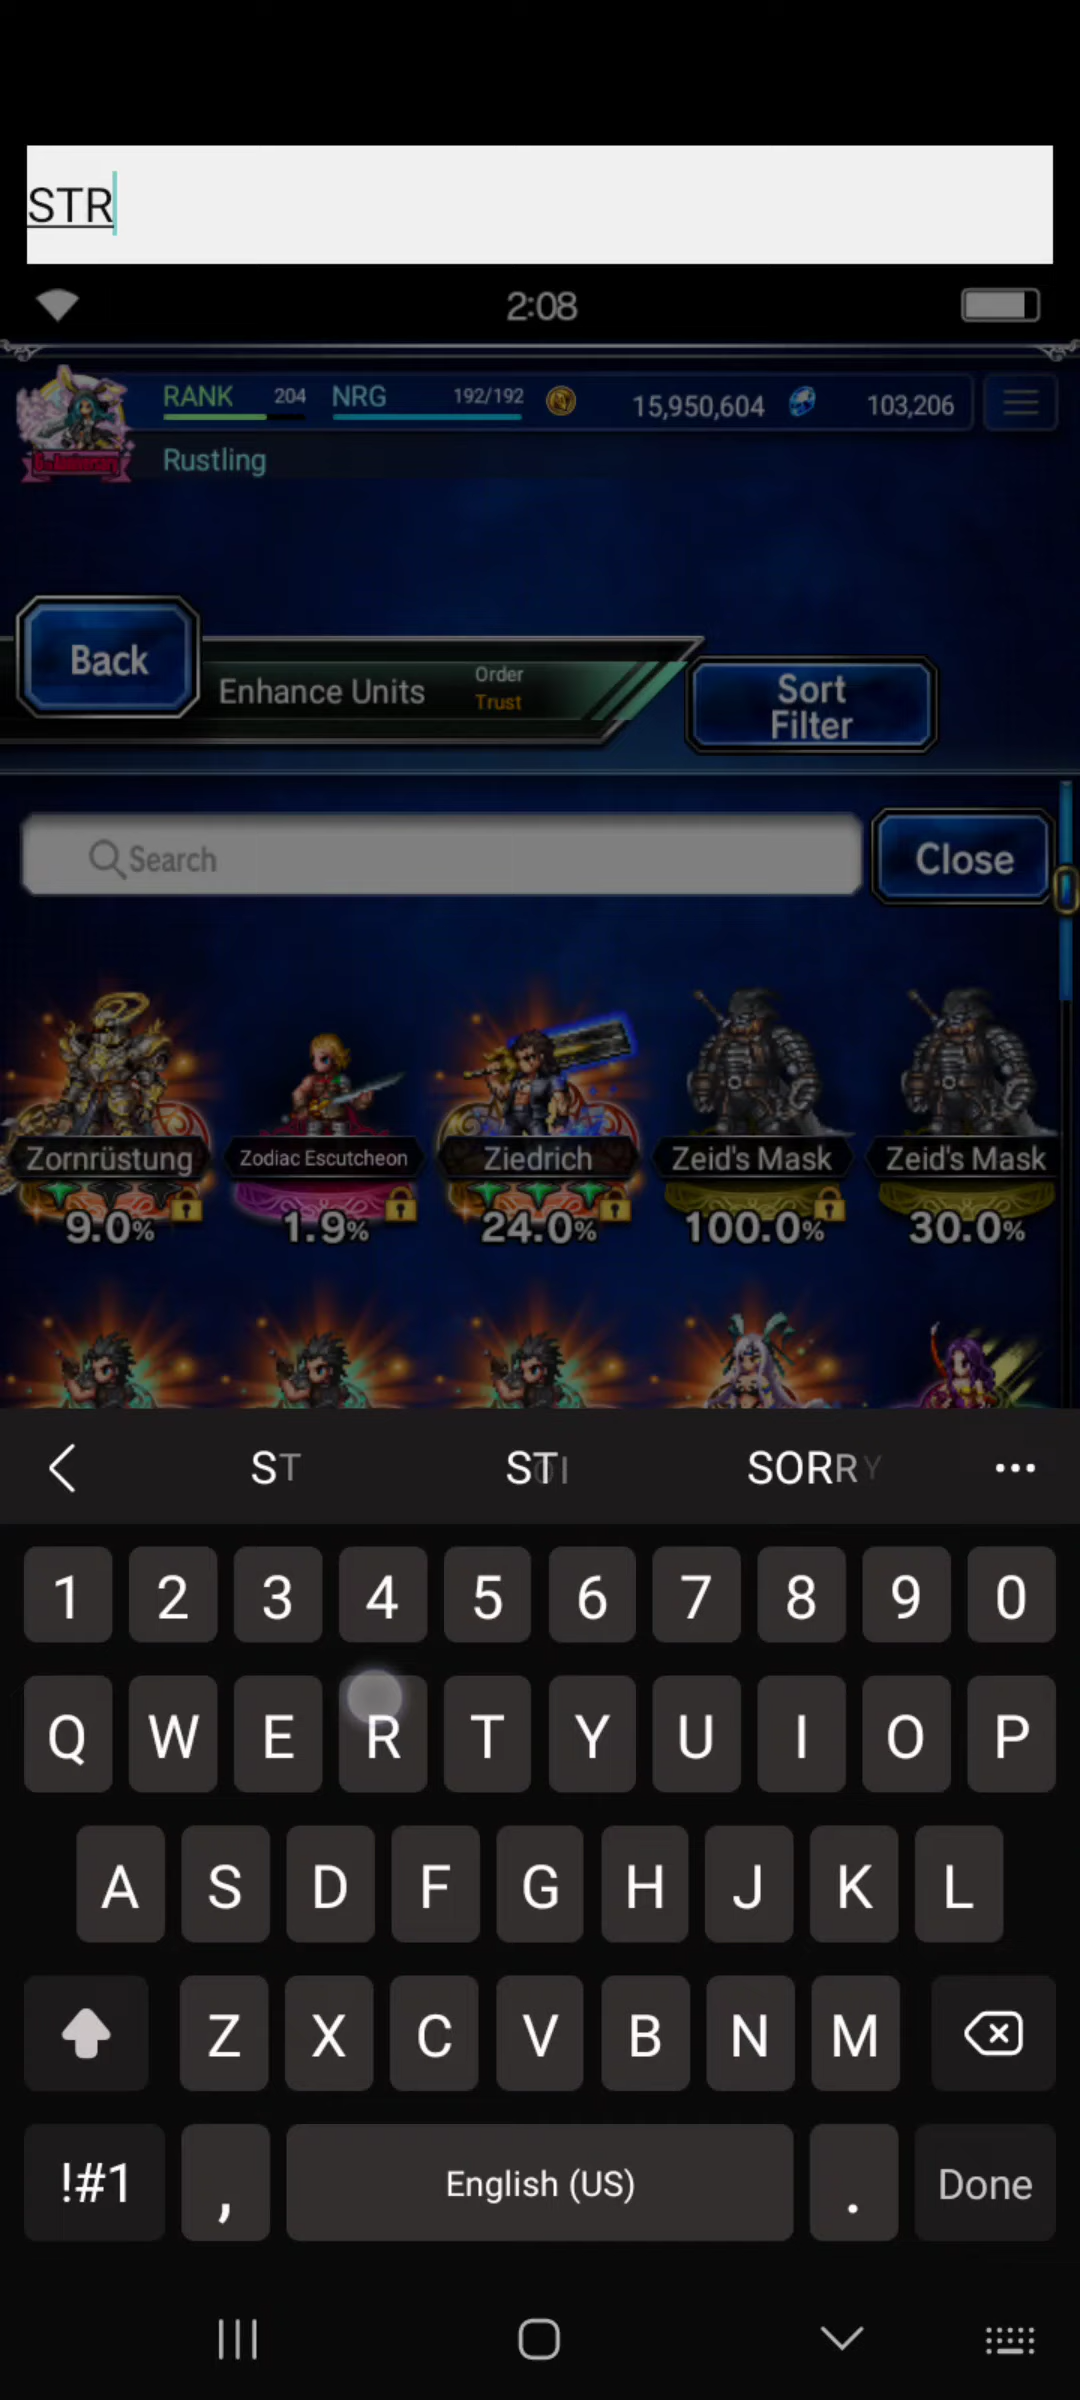 STR
2:08
RANK 204 NRG 192/192 15,950,604 103,206
Rustling
Back
Enhance Units
Order
Trust
Sort
Filter
Search
Close
Zornrüstung Zodiac Escutcheon Ziedrich Zeid's Mask Zeid's Mask
9.0% 1.9% 24.0% 100.0% 30.0%
ST SORRY
1 2 3 4 5 6 7 8 9 0
Q W E R T Y U I O P
A S D F G H J K L
Z X C V B N M
!#1 , English (US) . Done